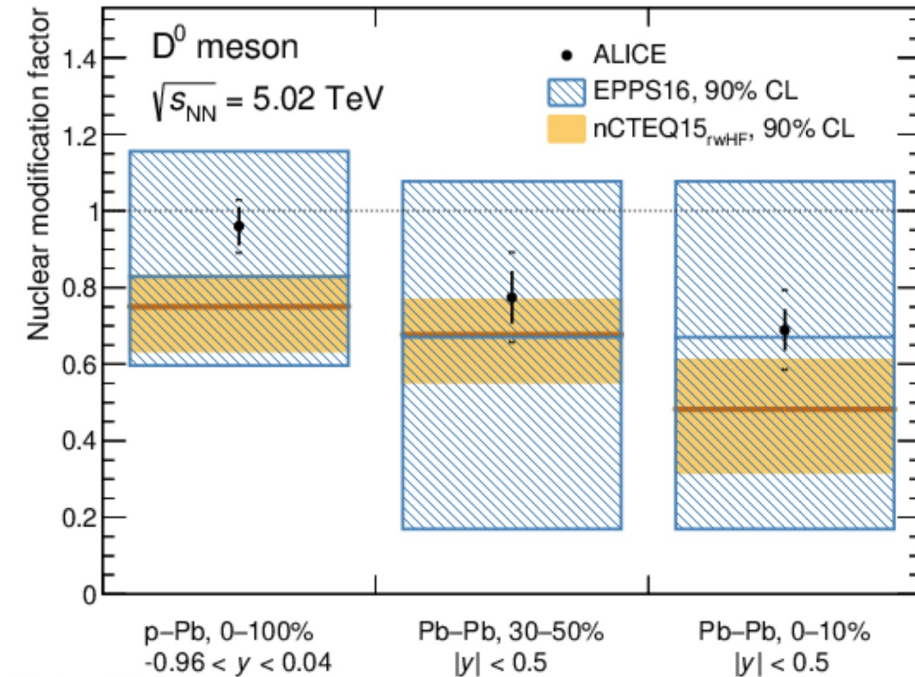 Nuclear modification factor
1.4
1.2
1
0.8
0.6
0.4
0.2
0
D⁰ meson
√s_NN = 5.02 TeV
ALICE
EPPS16, 90% CL
nCTEQ15_rwHF, 90% CL
p–Pb, 0–100%
-0.96 < y < 0.04
Pb–Pb, 30–50%
|y| < 0.5
Pb–Pb, 0–10%
|y| < 0.5